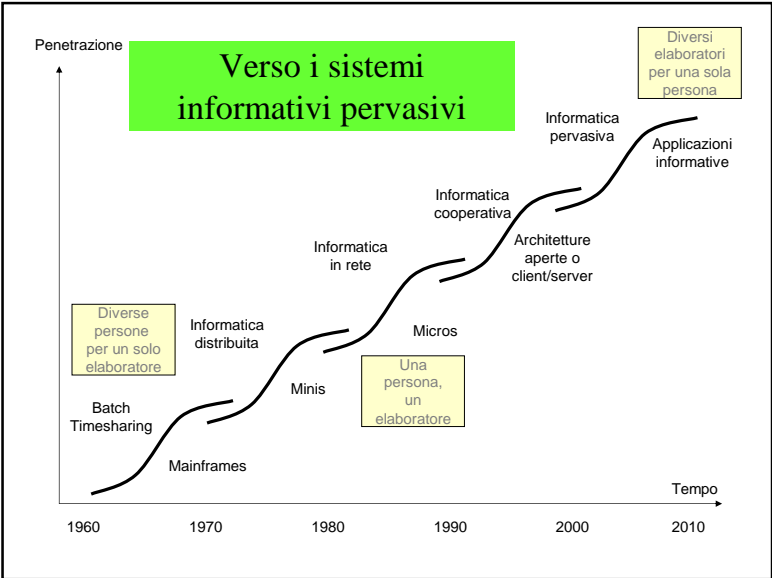 Penetrazione
Verso i sistemi
informativi pervasivi
Diversi
elaboratori
per una sola
persona
Informatica
pervasiva
Applicazioni
informative
Informatica
cooperativa
Architetture
aperte o
client/server
Informatica
in rete
Micros
Diverse
persone
per un solo
elaboratore
Informatica
distribuita
Minis
Una
persona,
un
elaboratore
Batch
Timesharing
Mainframes
Tempo
1960 1970 1980 1990 2000 2010